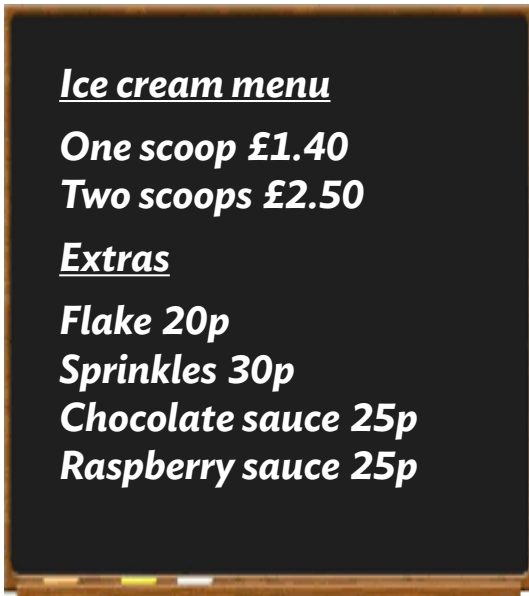 Ice cream menu
One scoop £1.40
Two scoops £2.50
Extras
Flake 20p
Sprinkles 30p
Chocolate sauce 25p
Raspberry sauce 25p